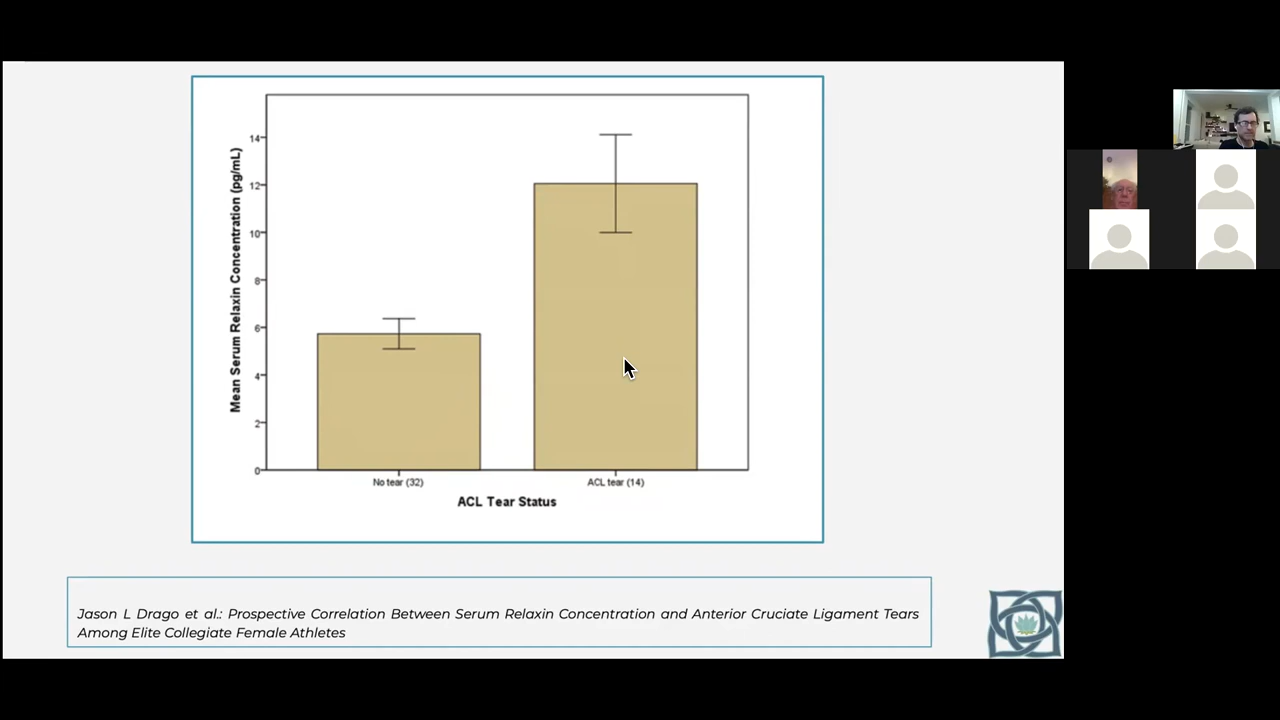 Mean Serum Relaxin Concentration (pg/mL)
14
12
10
8
6
4
2
0
No tear (32)
ACL tear (14)
ACL Tear Status
Jason L Drago et al.: Prospective Correlation Between Serum Relaxin Concentration and Anterior Cruciate Ligament Tears
Among Elite Collegiate Female Athletes